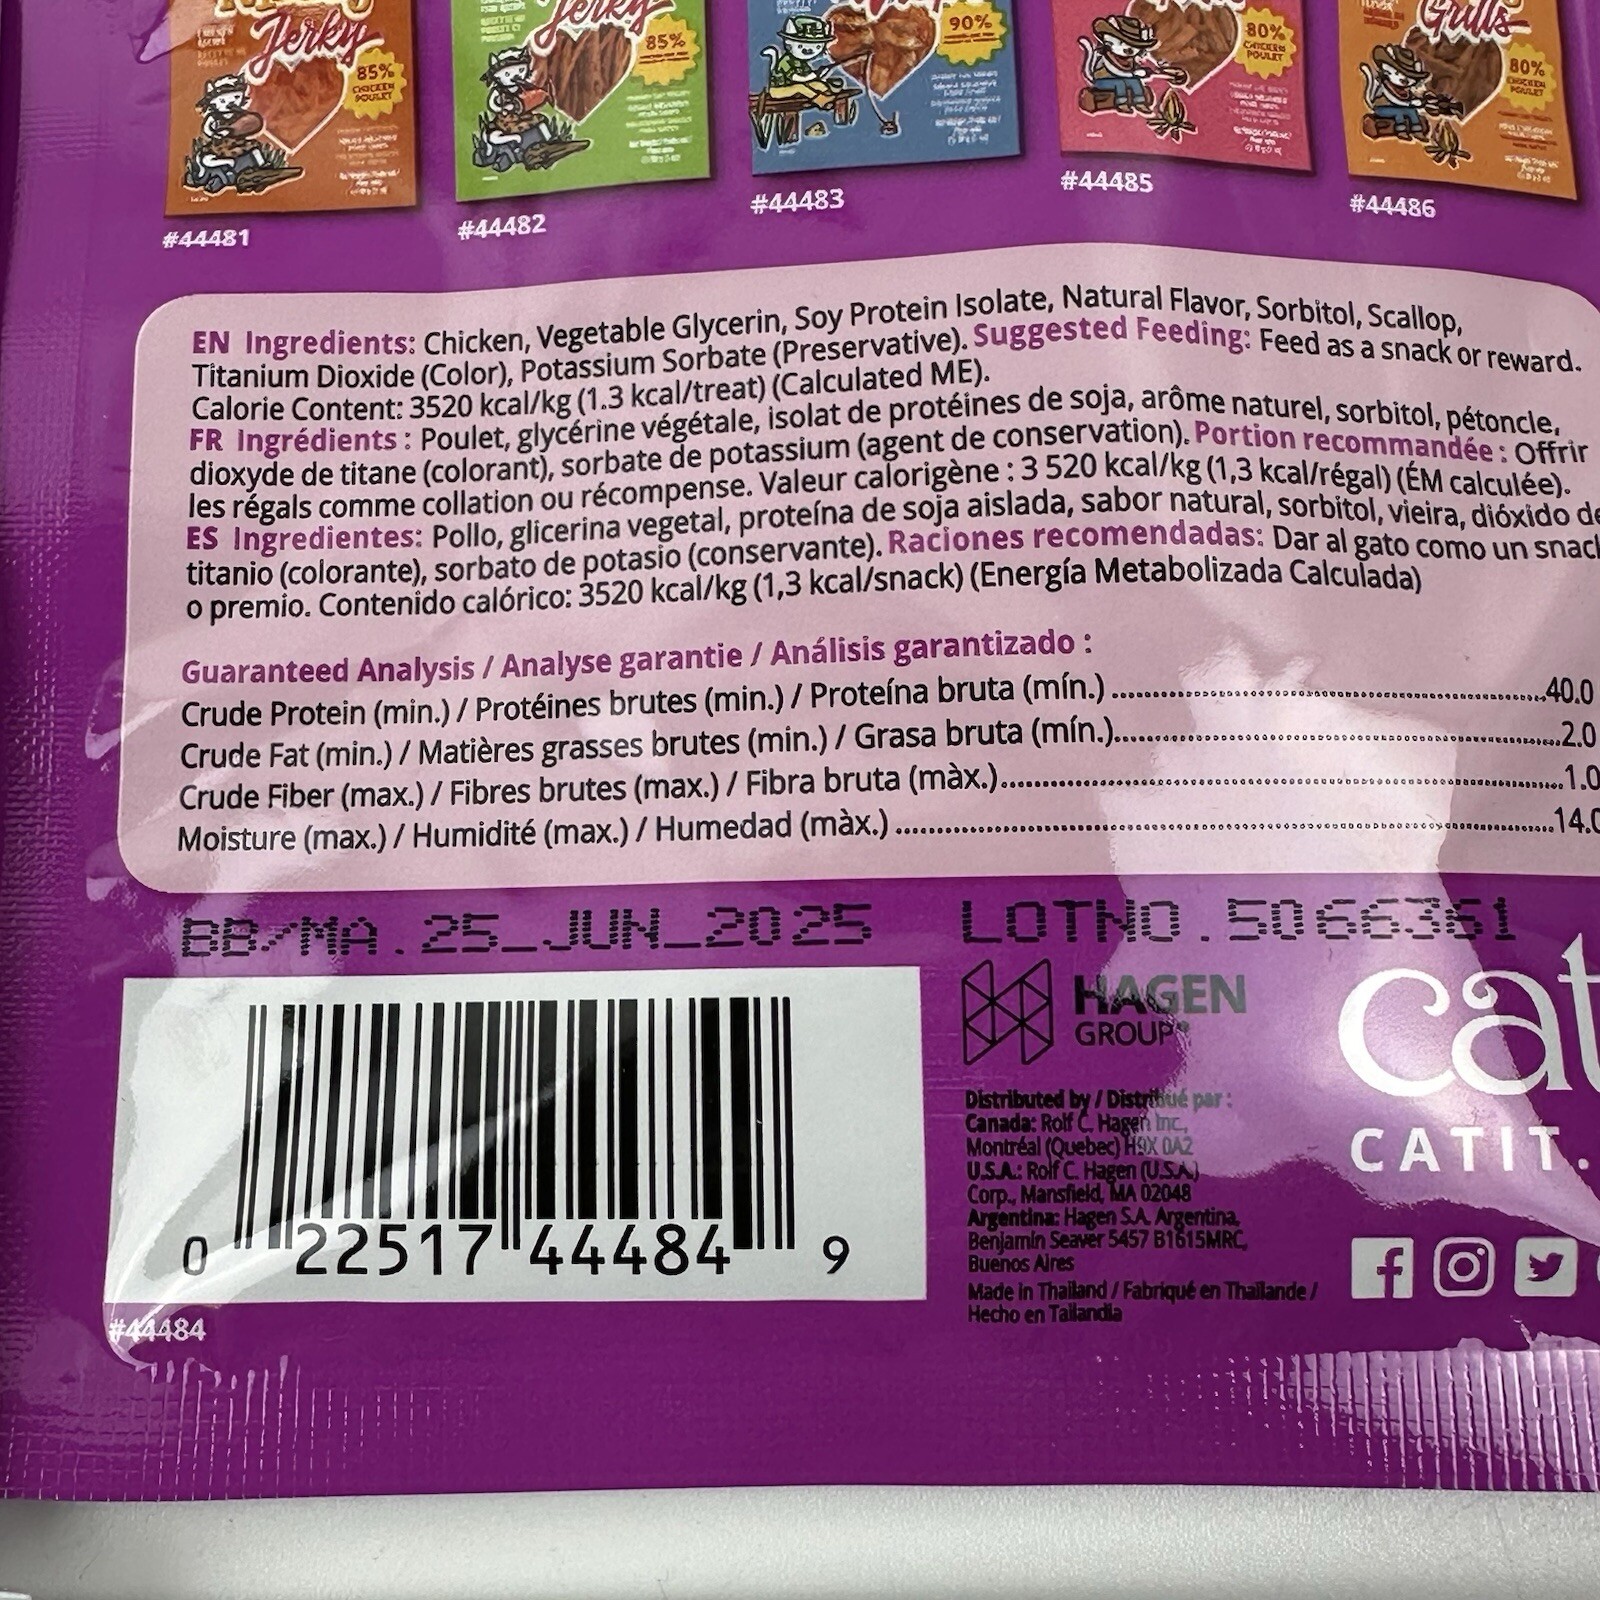 Jerky
Jerky
Grills
85%
CHICKEN
POULET
85%
90%
80%
CHICKEN
POULET
80%
CHICKEN
POULET
#44481
#44482
#44483
#44485
#44486
EN Ingredients: Chicken, Vegetable Glycerin, Soy Protein Isolate, Natural Flavor, Sorbitol, Scallop,
Titanium Dioxide (Color), Potassium Sorbate (Preservative). Suggested Feeding: Feed as a snack or reward.
Calorie Content: 3520 kcal/kg (1.3 kcal/treat) (Calculated ME).
FR Ingrédients : Poulet, glycérine végétale, isolat de protéines de soja, arôme naturel, sorbitol, pétoncle,
dioxyde de titane (colorant), sorbate de potassium (agent de conservation). Portion recommandée : Offrir
les régals comme collation ou récompense. Valeur calorigène : 3 520 kcal/kg (1,3 kcal/régal) (ÉM calculée).
ES Ingredientes: Pollo, glicerina vegetal, proteína de soja aislada, sabor natural, sorbitol, vieira, dióxido de
titanio (colorante), sorbato de potasio (conservante). Raciones recomendadas: Dar al gato como un snack
o premio. Contenido calórico: 3520 kcal/kg (1,3 kcal/snack) (Energía Metabolizada Calculada)
Guaranteed Analysis / Analyse garantie / Análisis garantizado :
Crude Protein (min.) / Protéines brutes (min.) / Proteína bruta (mín.) 40.0
Crude Fat (min.) / Matières grasses brutes (min.) / Grasa bruta (mín.) 2.0
Crude Fiber (max.) / Fibres brutes (max.) / Fibra bruta (màx.) 1.0
Moisture (max.) / Humidité (max.) / Humedad (màx.) 14.0
BB/MA.25_JUN_2025 LOTNO.5066361
HAGEN
GROUP
cat
CATIT.
Distributed by / Distribué par :
Canada: Rolf C. Hagen Inc.,
Montréal (Quebec) H9X 0A2
U.S.A.: Rolf C. Hagen (U.S.A.)
Corp., Mansfield, MA 02048
Argentina: Hagen S.A. Argentina,
Benjamin Seaver 5457 B1615MRC,
Buenos Aires
Made in Thailand / Fabriqué en Thaïlande /
Hecho en Tailandia
0 22517 44484 9
#44484